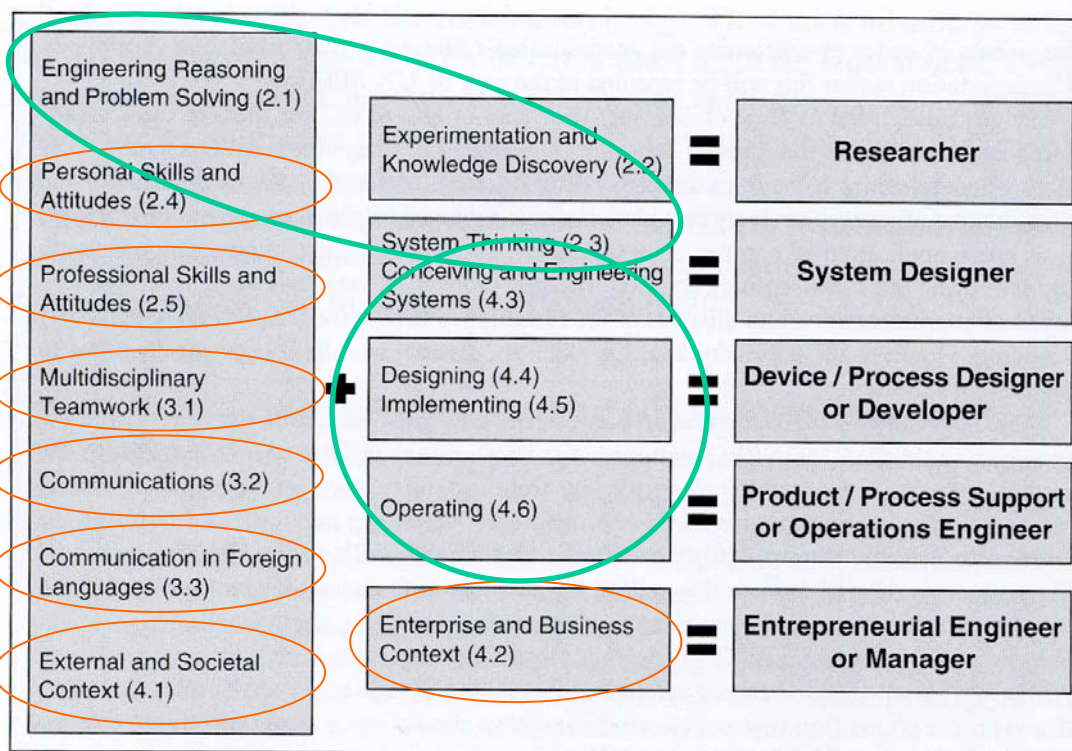 Engineering Reasoning
and Problem Solving (2.1)
Personal Skills and
Attitudes (2.4)
Professional Skills and
Attitudes (2.5)
Multidisciplinary
Teamwork (3.1)
Communications (3.2)
Communication in Foreign
Languages (3.3)
External and Societal
Context (4.1)
+
Experimentation and
Knowledge Discovery (2.2)
=
Researcher
System Thinking (2.3)
Conceiving and Engineering
Systems (4.3)
=
System Designer
Designing (4.4)
Implementing (4.5)
=
Device / Process Designer
or Developer
Operating (4.6)
=
Product / Process Support
or Operations Engineer
Enterprise and Business
Context (4.2)
=
Entrepreneurial Engineer
or Manager